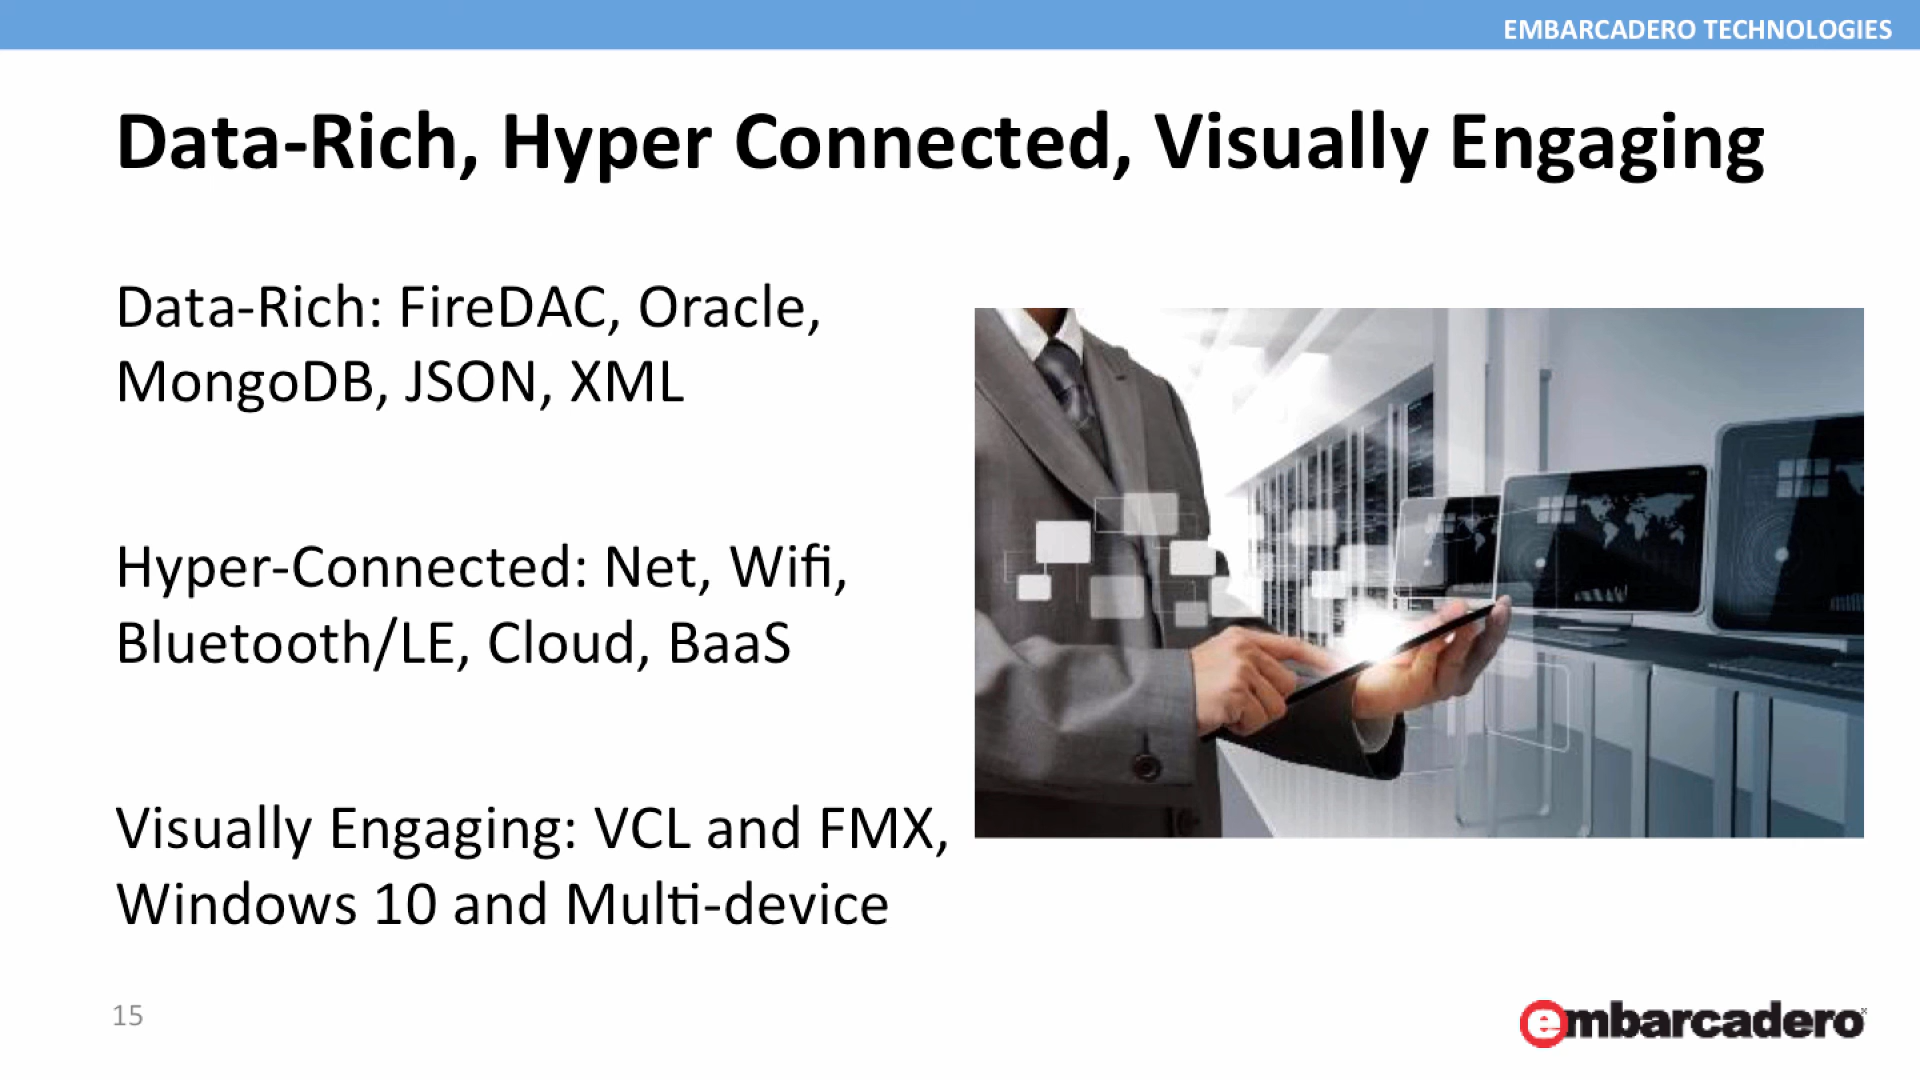 EMBARCADERO TECHNOLOGIES
Data-Rich, Hyper Connected, Visually Engaging
Data-Rich: FireDAC, Oracle,
MongoDB, JSON, XML
Hyper-Connected: Net, Wifi,
Bluetooth/LE, Cloud, BaaS
Visually Engaging: VCL and FMX,
Windows 10 and Multi-device
15
embarcadero